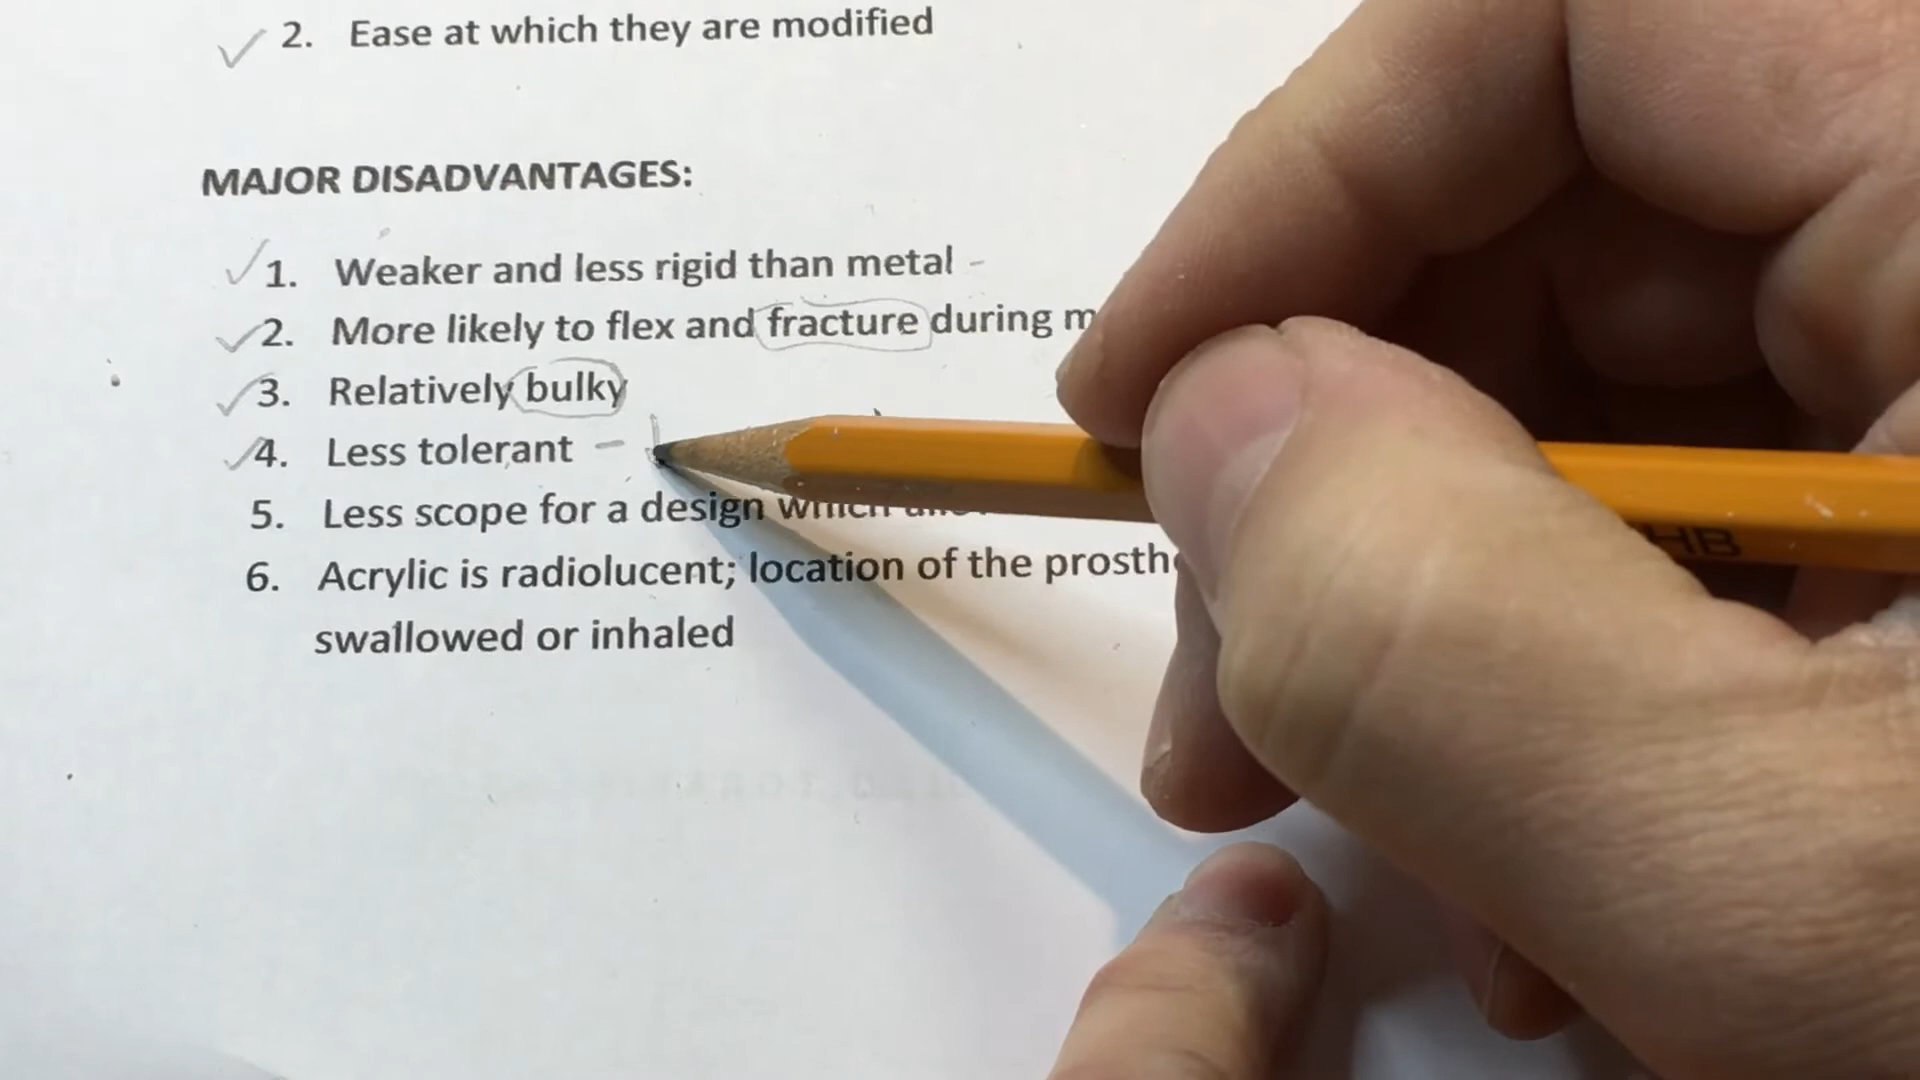 2. Ease at which they are modified
MAJOR DISADVANTAGES:
1. Weaker and less rigid than metal -
2. More likely to flex and fracture during
3. Relatively bulky
4. Less tolerant -
5. Less scope for a design which
6. Acrylic is radiolucent; location of the
swallowed or inhaled
HB